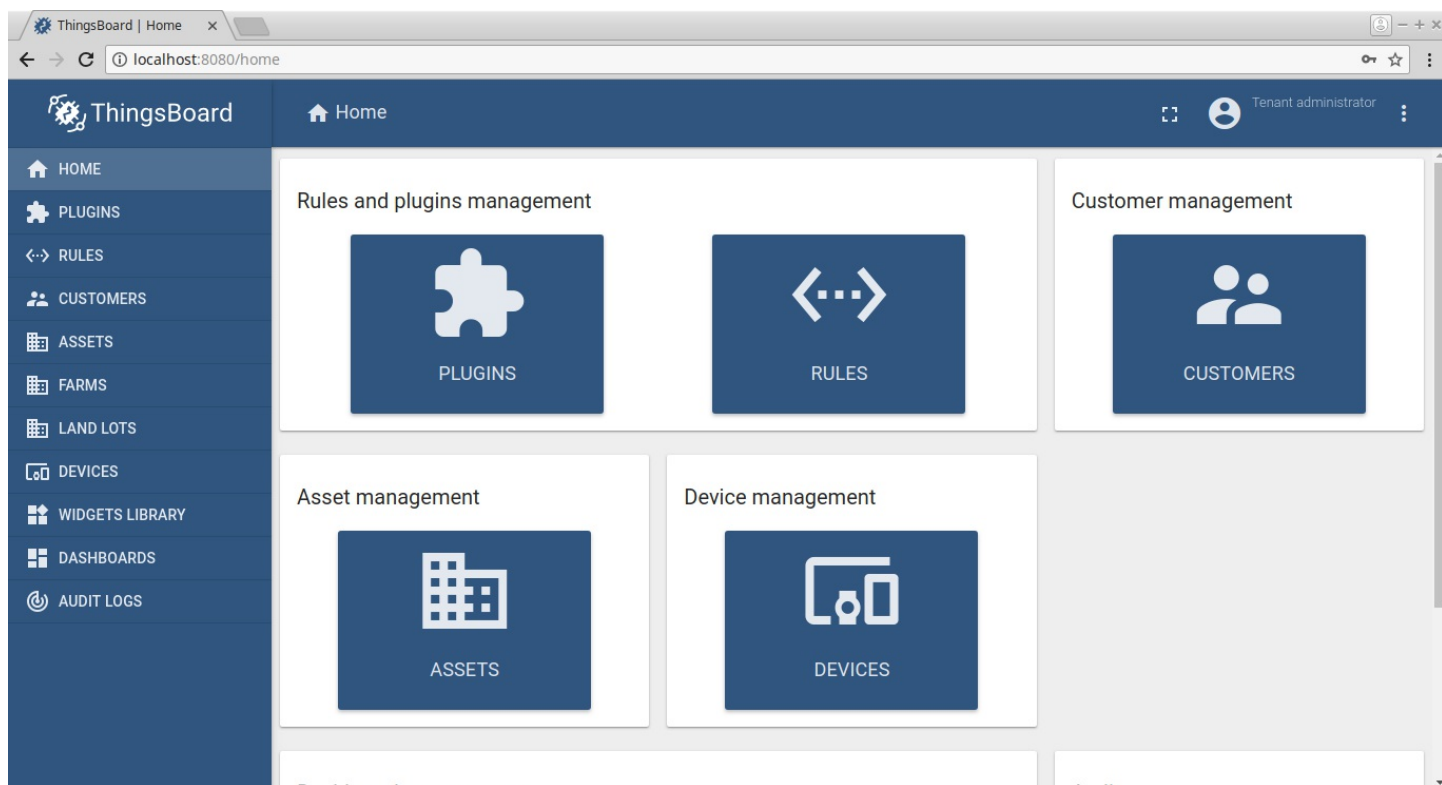 ThingsBoard | Home
localhost:8080/home
ThingsBoard
Home
Tenant administrator
HOME
PLUGINS
RULES
CUSTOMERS
ASSETS
FARMS
LAND LOTS
DEVICES
WIDGETS LIBRARY
DASHBOARDS
AUDIT LOGS
Rules and plugins management
PLUGINS
RULES
Customer management
CUSTOMERS
Asset management
ASSETS
Device management
DEVICES